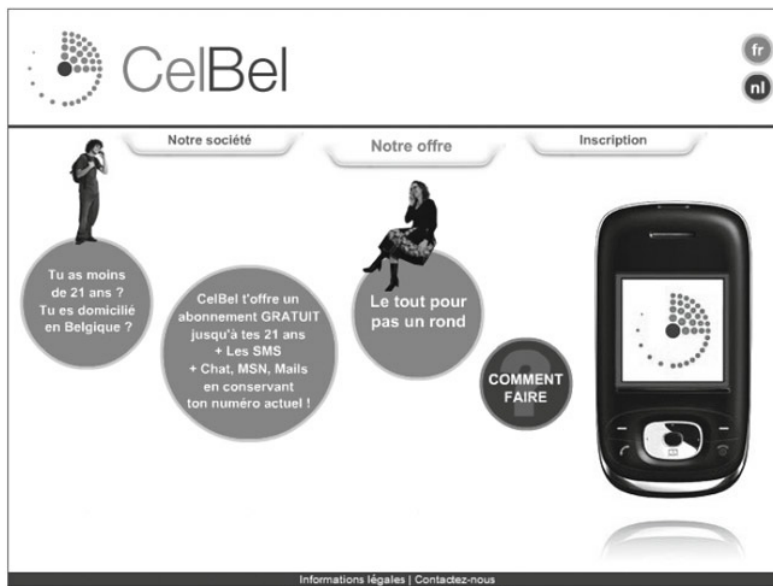 CelBel
fr
nl
Notre société
Notre offre
Inscription
Tu as moins
de 21 ans ?
Tu es domicilié
en Belgique ?
CelBel t'offre un
abonnement GRATUIT
jusqu'à tes 21 ans
+ Les SMS
+ Chat, MSN, Mails
en conservant
ton numéro actuel !
Le tout pour
pas un rond
COMMENT
FAIRE
?
Informations légales | Contactez-nous